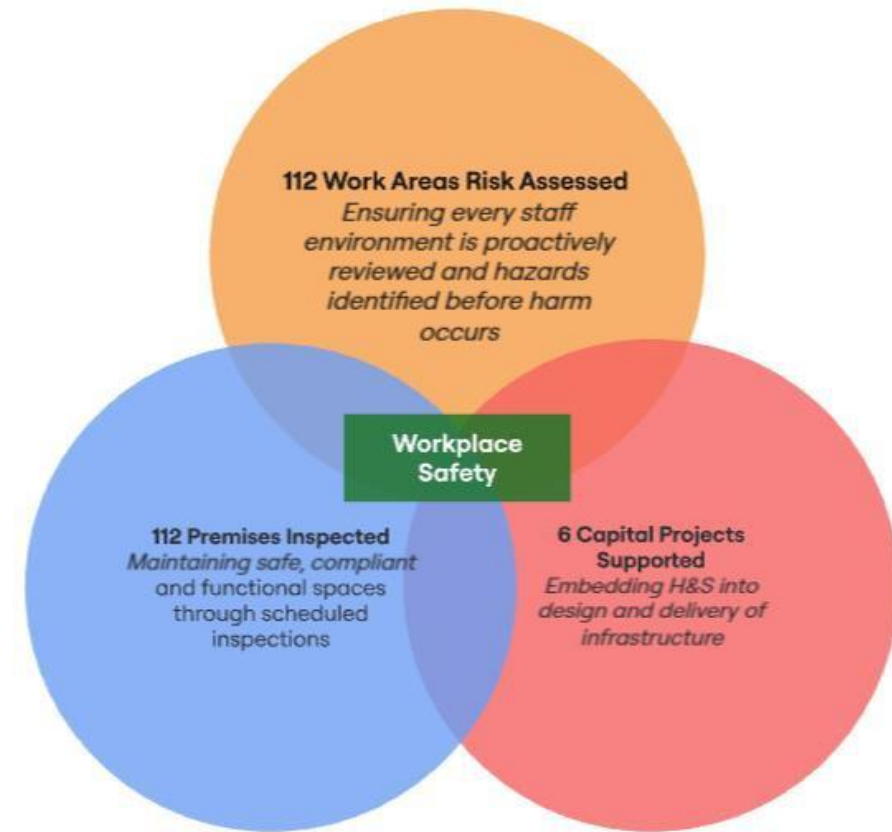 112 Work Areas Risk Assessed
Ensuring every staff
environment is proactively
reviewed and hazards
identified before harm
occurs
Workplace
Safety
112 Premises Inspected
Maintaining safe, compliant
and functional spaces
through scheduled
inspections
6 Capital Projects
Supported
Embedding H&S into
design and delivery of
infrastructure